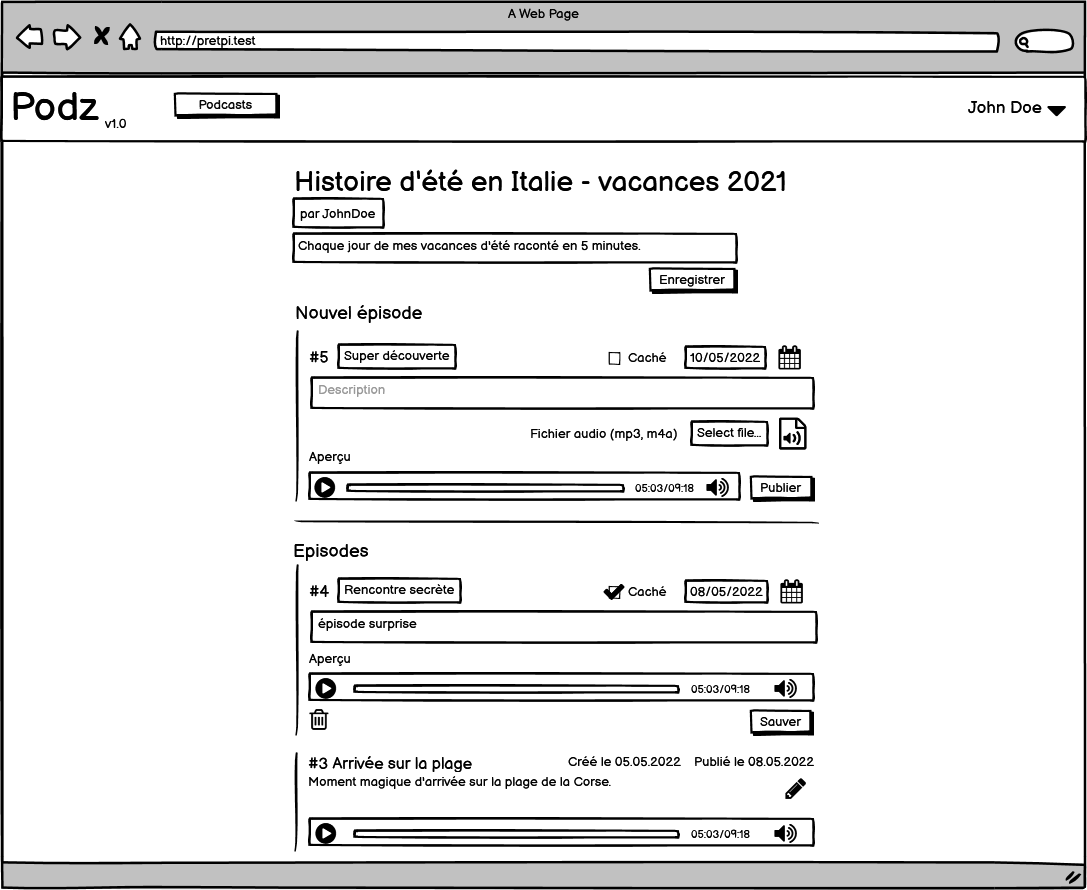 A Web Page
http://pretpi.test
Podz v1.0
Podcasts
John Doe
Histoire d'été en Italie - vacances 2021
par JohnDoe
Chaque jour de mes vacances d'été raconté en 5 minutes.
Enregistrer
Nouvel épisode
#5 Super découverte Caché 10/05/2022
Description
Fichier audio (mp3, m4a) Select file...
Aperçu
05:03/09:18 Publier
Episodes
#4 Rencontre secrète Caché 08/05/2022
épisode surprise
Aperçu
05:03/09:18
Sauver
#3 Arrivée sur la plage Créé le 05.05.2022 Publié le 08.05.2022
Moment magique d'arrivée sur la plage de la Corse.
05:03/09:18